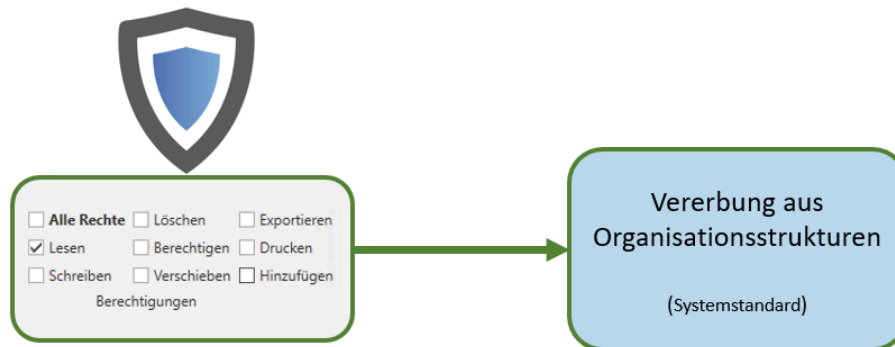 Alle Rechte Löschen Exportieren
Lesen Berechtigen Drucken
Schreiben Verschieben Hinzufügen
Berechtigungen
Vererbung aus
Organisationsstrukturen
(Systemstandard)